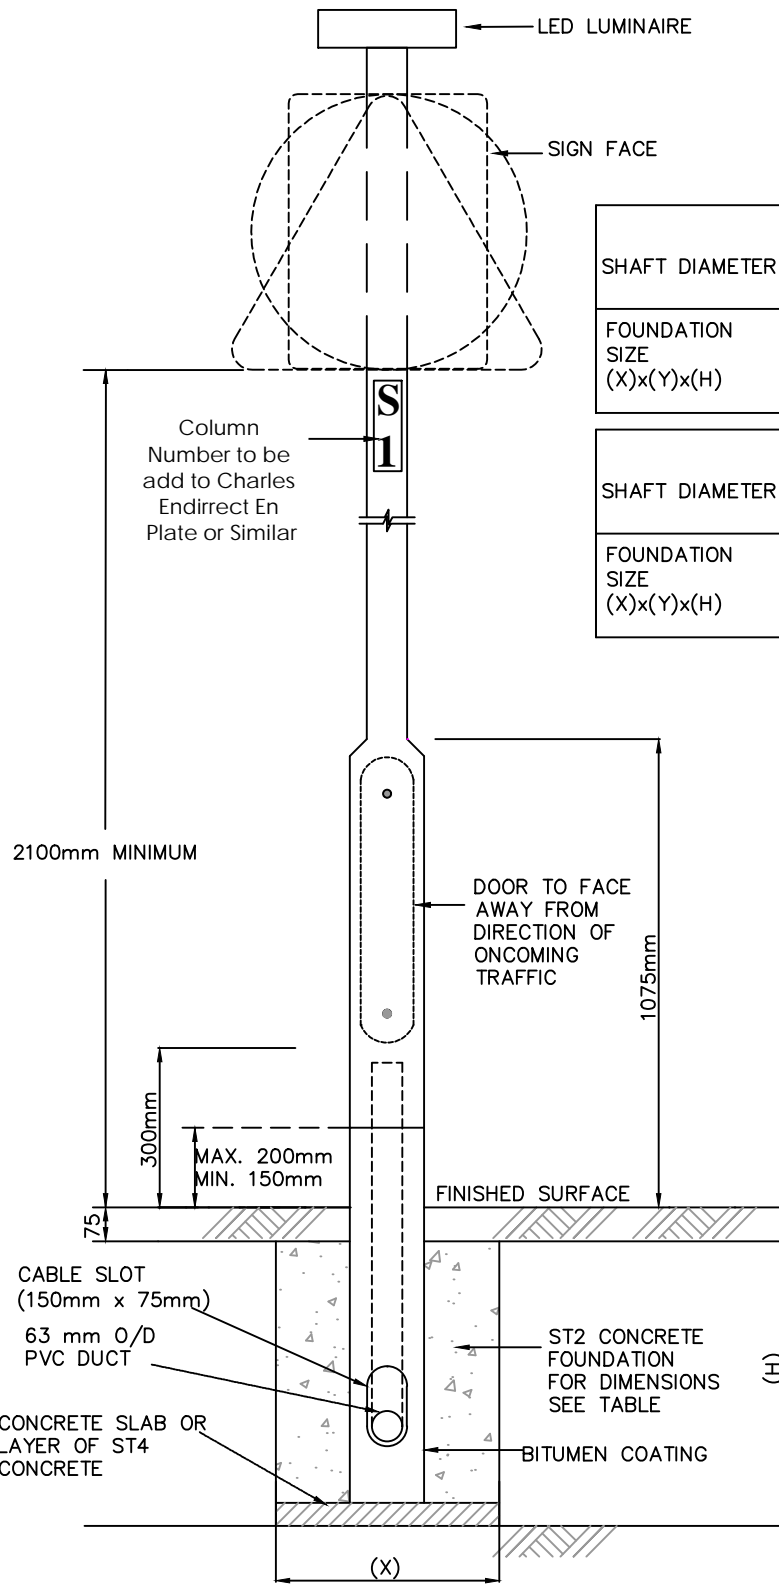 LED LUMINAIRE
SIGN FACE
SHAFT DIAMETER
FOUNDATION
SIZE
(X)x(Y)x(H)
S
1
Column
Number to be
add to Charles
Endirrect En
Plate or Similar
SHAFT DIAMETER
FOUNDATION
SIZE
(X)x(Y)x(H)
2100mm MINIMUM
DOOR TO FACE
AWAY FROM
DIRECTION OF
ONCOMING
TRAFFIC
1075mm
300mm
MAX. 200mm
MIN. 150mm
FINISHED SURFACE
75
CABLE SLOT
(150mm x 75mm)
63 mm O/D
PVC DUCT
ST2 CONCRETE
FOUNDATION
FOR DIMENSIONS
SEE TABLE
(H)
CONCRETE SLAB OR
LAYER OF ST4
CONCRETE
BITUMEN COATING
(X)